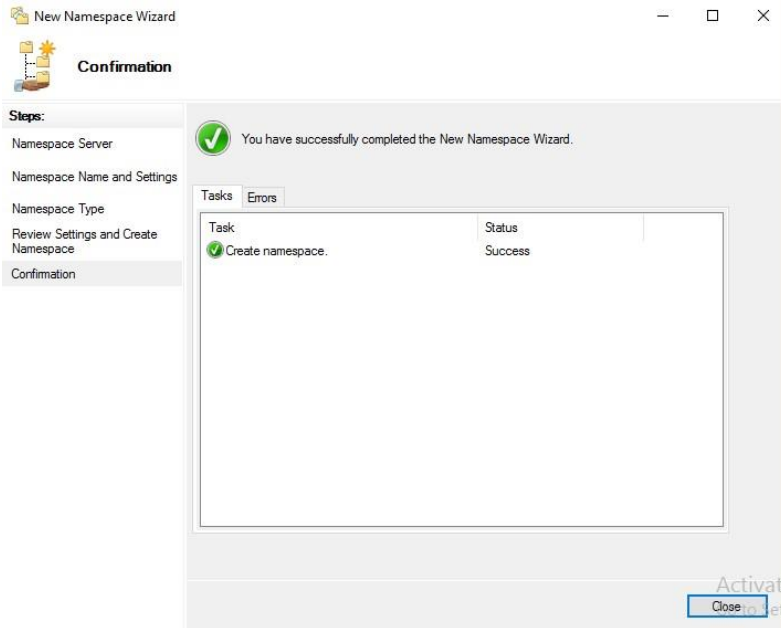 New Namespace Wizard
Confirmation
Steps:
Namespace Server
Namespace Name and Settings
Namespace Type
Review Settings and Create
Namespace
Confirmation
You have successfully completed the New Namespace Wizard.
Tasks Errors
Task Status
Create namespace. Success
Close